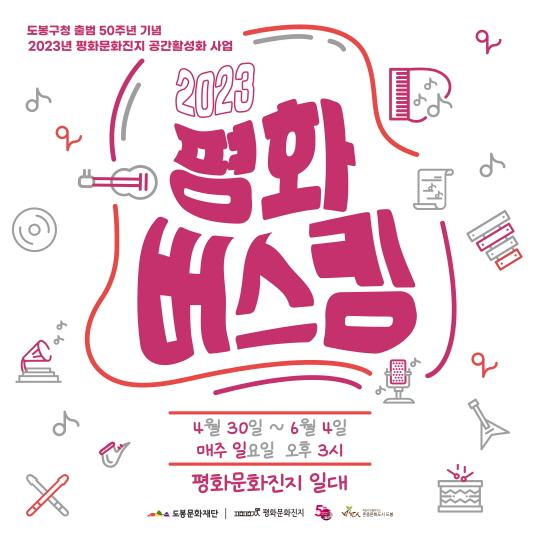 도봉구청 출범 50주년 기념
2023년 평화문화진지 공간활성화 사업
2023
평화
버스킹
4월 30일 ~ 6월 4일
매주 일요일 오후 3시
평화문화진지 일대
도봉문화재단 평화문화진지 50